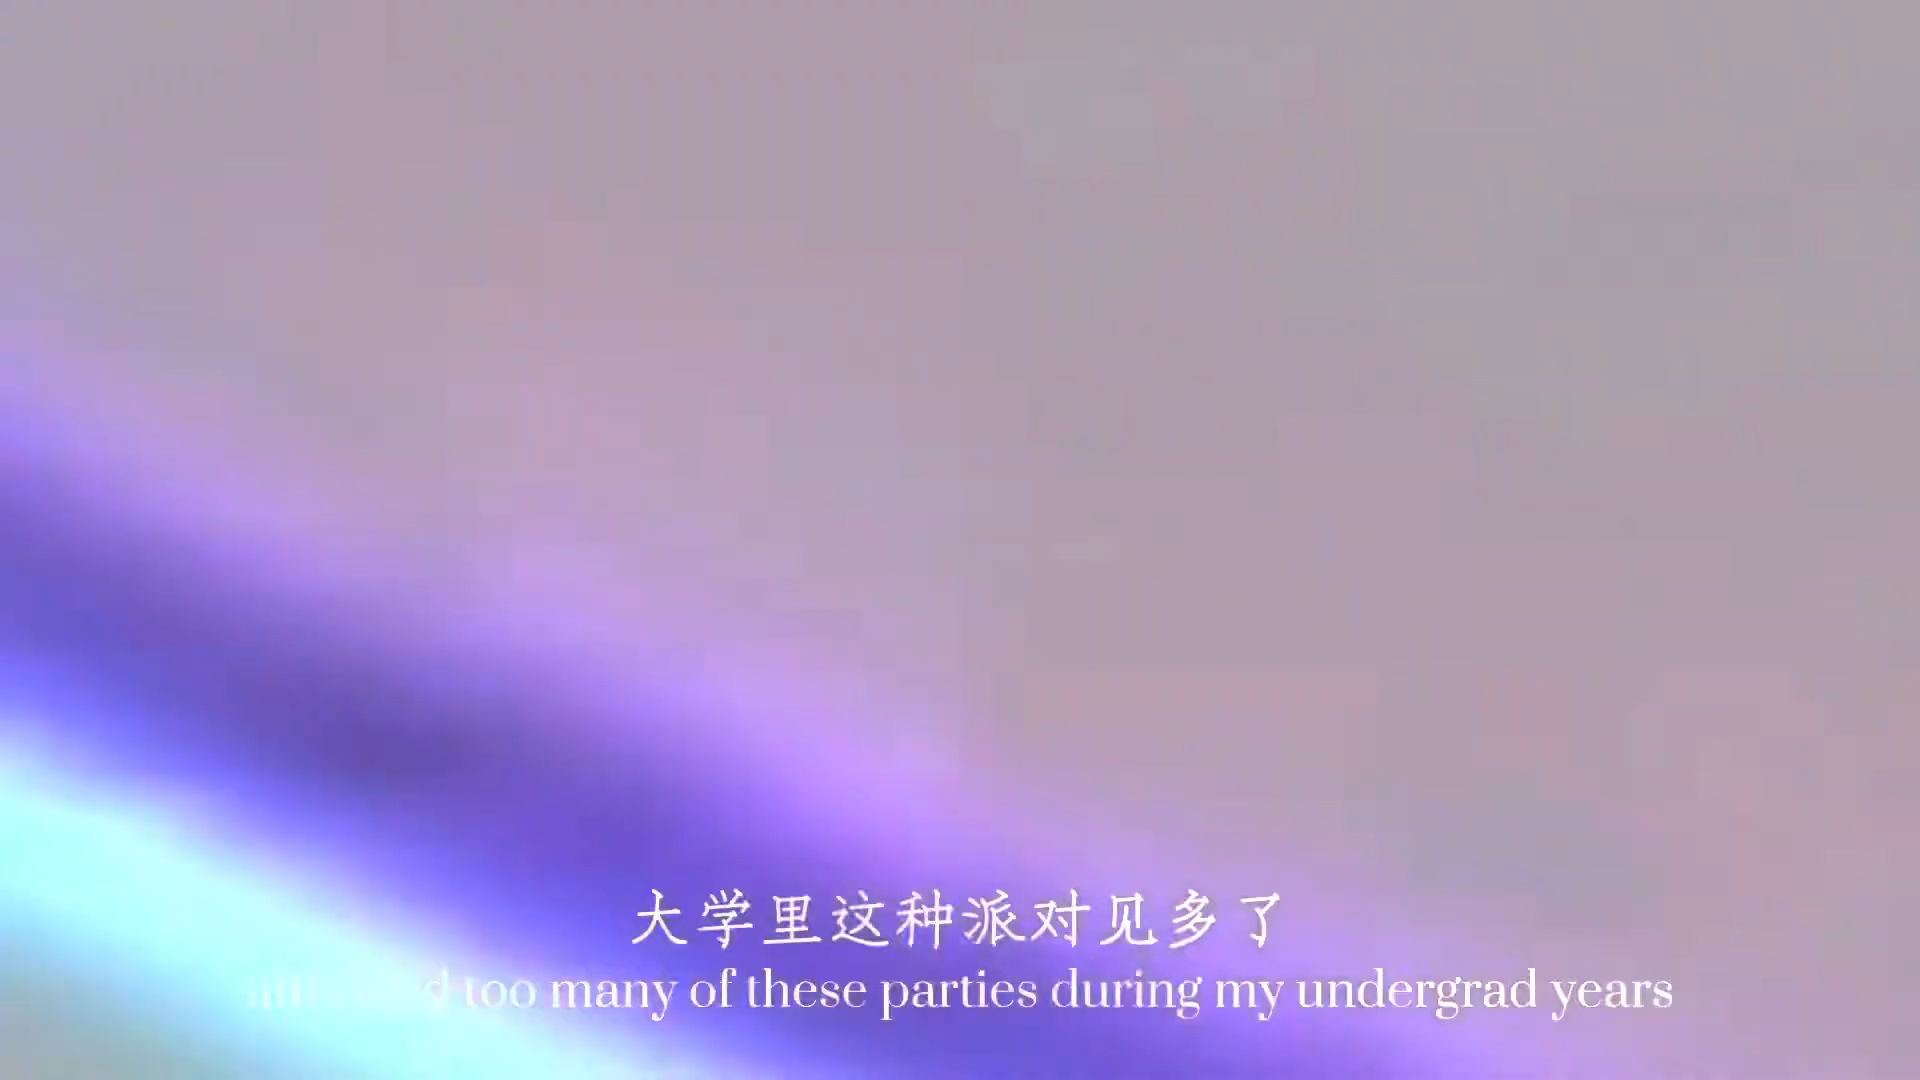 大学里这种派对见多了
too many of these parties during my undergrad years